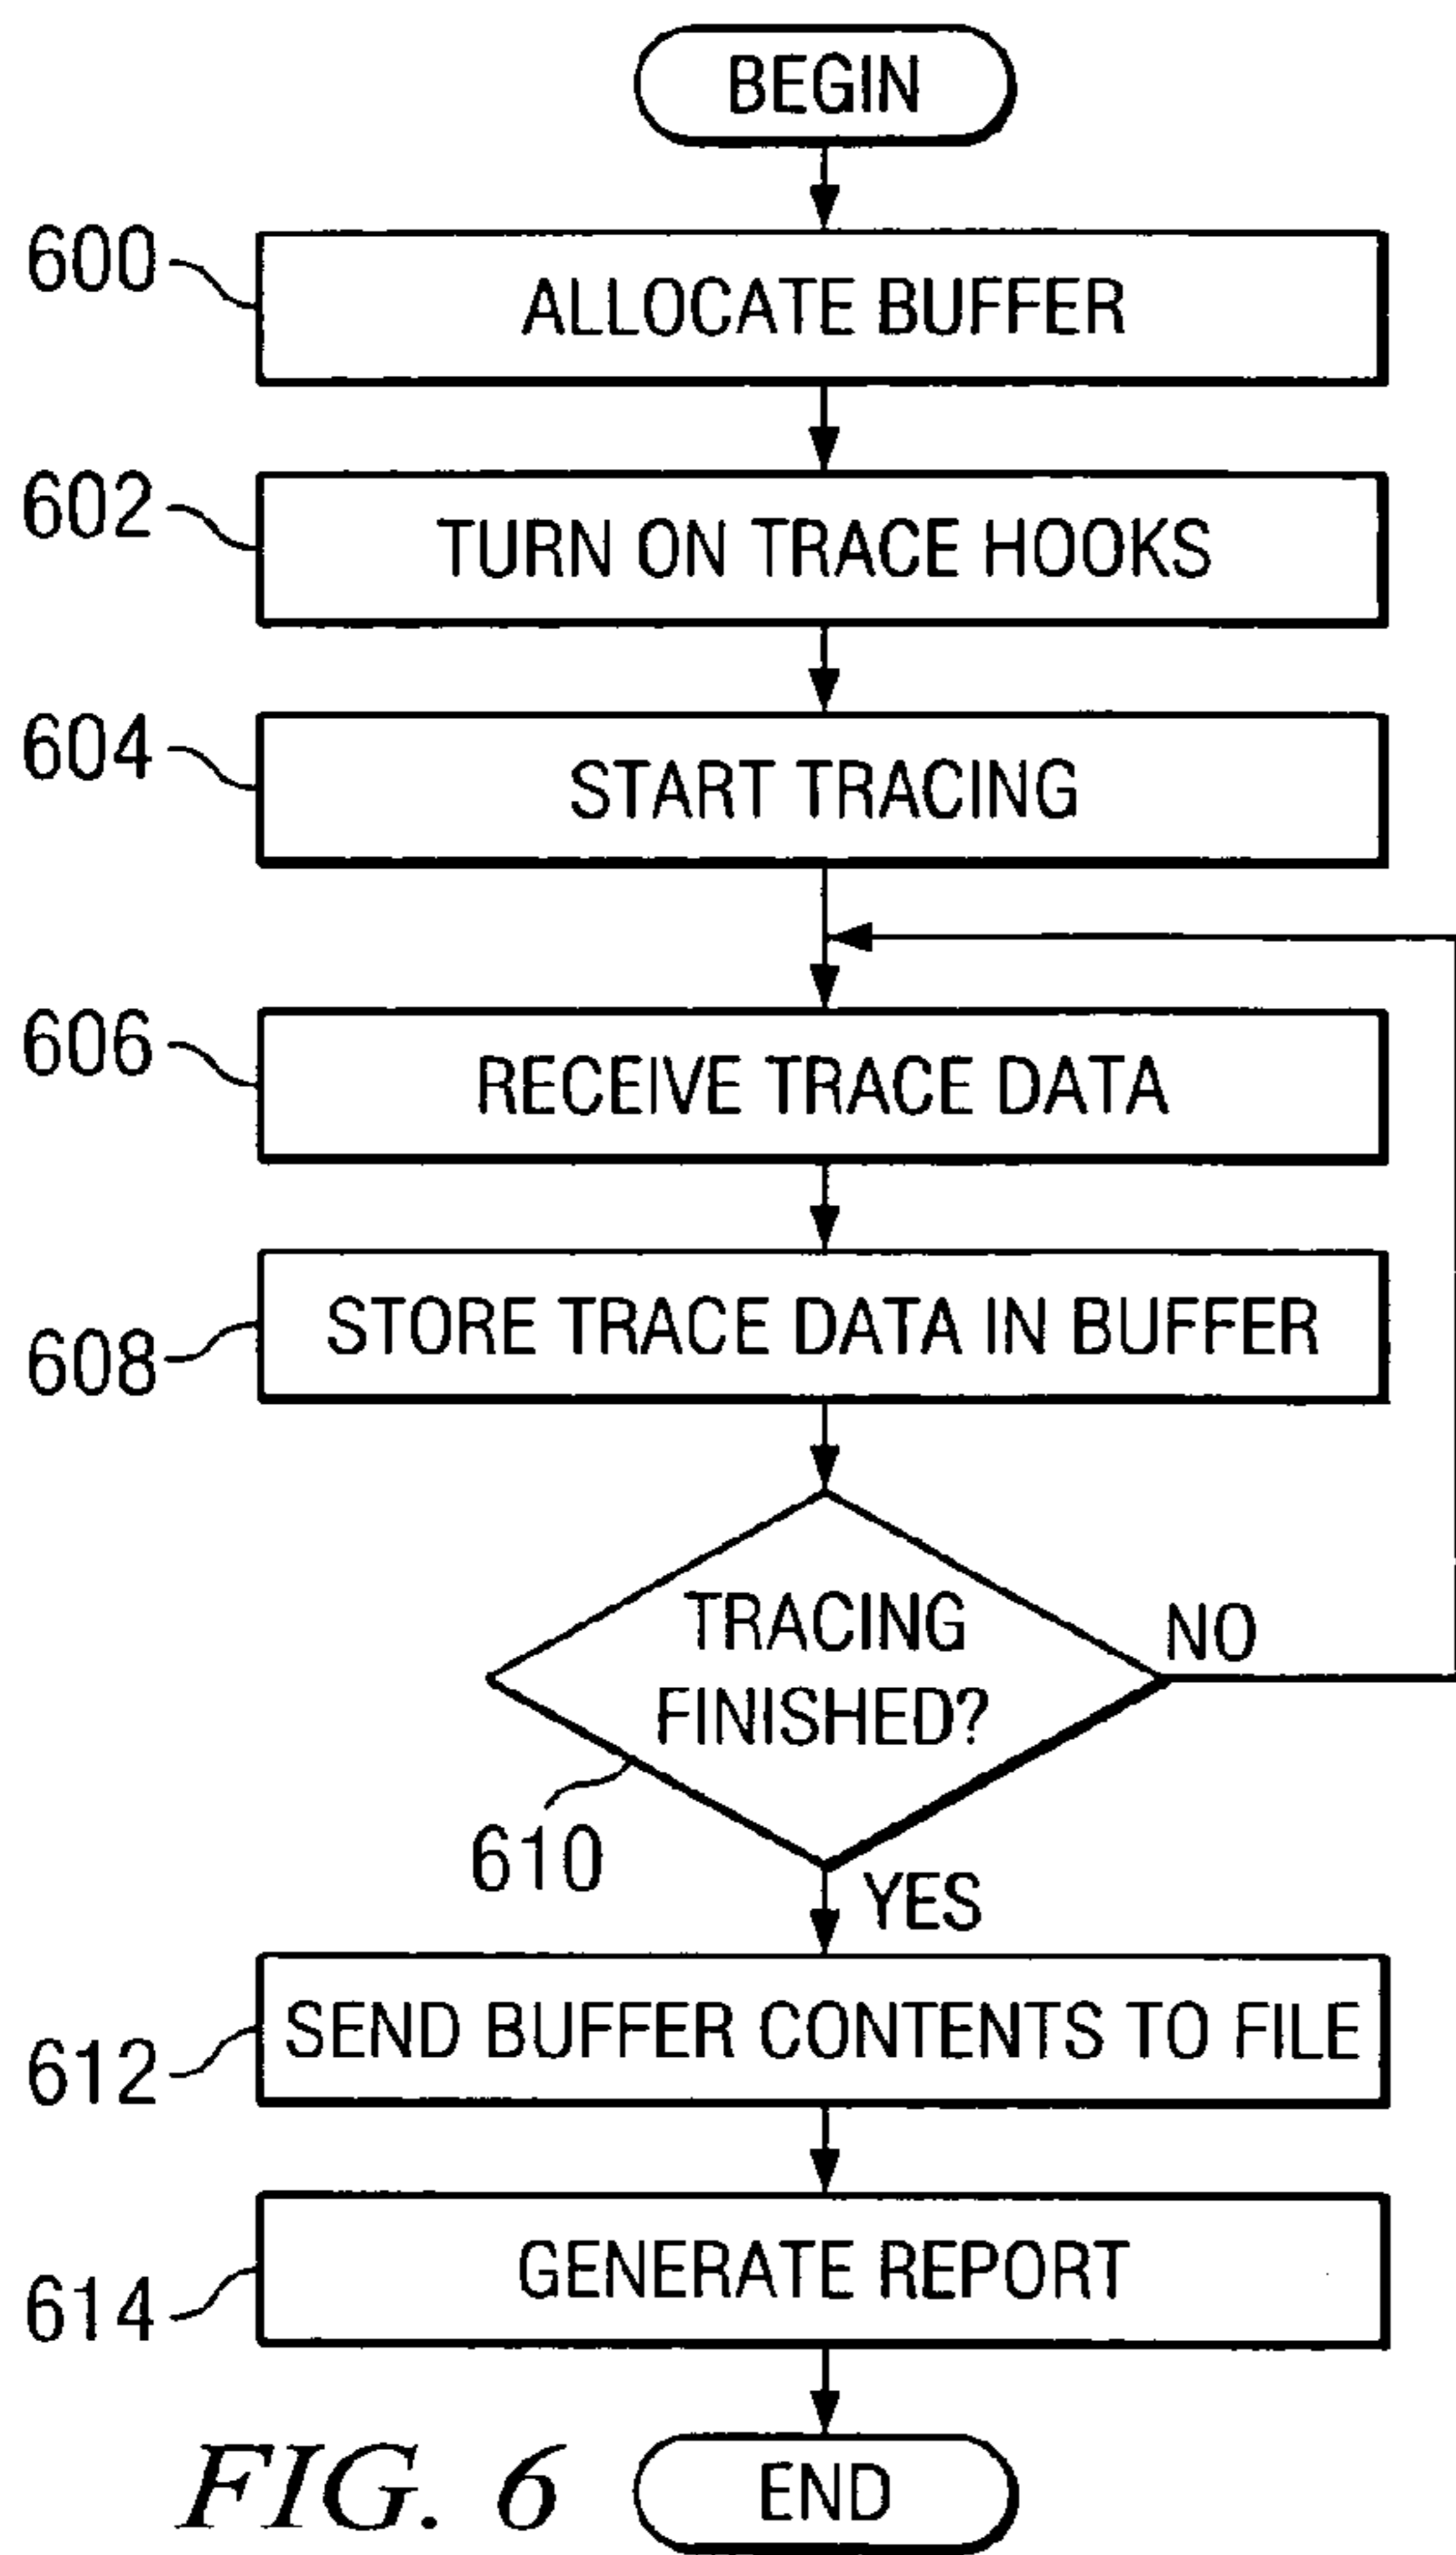 BEGIN
600
ALLOCATE BUFFER
602
TURN ON TRACE HOOKS
604
START TRACING
606
RECEIVE TRACE DATA
608
STORE TRACE DATA IN BUFFER
TRACING
FINISHED?
NO
610
YES
612
SEND BUFFER CONTENTS TO FILE
614
GENERATE REPORT
FIG. 6
END